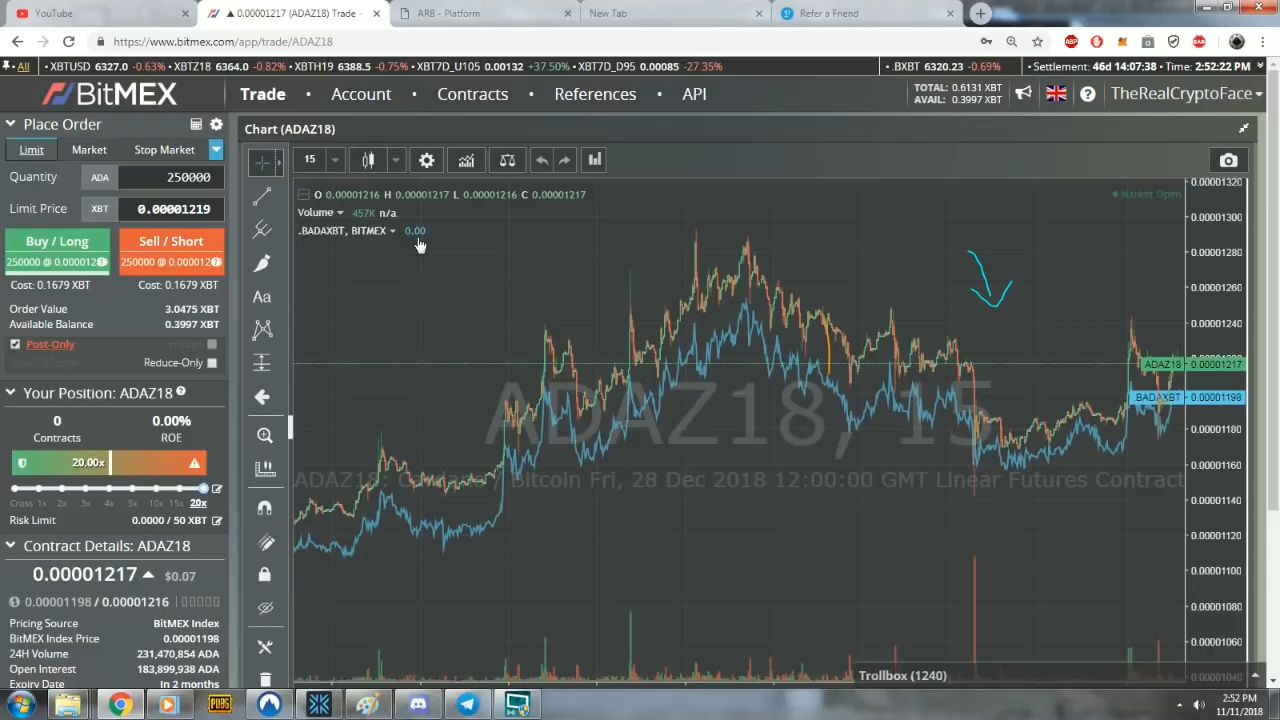 YouTube
▲ 0.00001217 (ADAZ18) Trade -
ARB - Platform
New Tab
Refer a Friend
https://www.bitmex.com/app/trade/ADAZ18
All
XBTUSD 6327.0 -0.63% • XBTZ18 6364.0 -0.82% • XBTH19 6388.5 -0.75% • XBT7D_U105 0.00132 +37.50% • XBT7D_D95 0.00085 -27.35%
.BXBT 6320.23 -0.69%
Settlement: 46d 14:07:38 • Time: 2:52:22 PM
BitMEX
Trade • Account • Contracts • References • API
TOTAL: 0.6131 XBT
AVAIL: 0.3997 XBT
TheRealCryptoFace
Place Order
Limit Market Stop Market
Quantity ADA 250000
Limit Price XBT 0.00001219
Buy / Long
250000 @ 0.000012
Sell / Short
250000 @ 0.000012
Cost: 0.1679 XBT Cost: 0.1679 XBT
Order Value 3.0475 XBT
Available Balance 0.3997 XBT
Post-Only Hidden
Reduce-Only
Your Position: ADAZ18
0 0.00%
Contracts ROE
20.00x
Cross 1x 2x 3x 5x 10x 15x 20x
Risk Limit 0.0000 / 50 XBT
Contract Details: ADAZ18
0.00001217 $0.07
0.00001198 / 0.00001216
Pricing Source BitMEX Index
BitMEX Index Price 0.00001198
24H Volume 231,470,854 ADA
Open Interest 183,899,938 ADA
Expiry Date In 2 months
Chart (ADAZ18)
15
O 0.00001216 H 0.00001217 L 0.00001216 C 0.00001217
Volume 457K n/a
.BADAXBT, BITMEX 0.00
Market Open
ADAZ18, 15
ADAZ18: Cardano / Bitcoin Fri, 28 Dec 2018 12:00:00 GMT Linear Futures Contract
0.00001320
0.00001300
0.00001280
0.00001260
0.00001240
ADAZ18 0.00001217
BADAXBT 0.00001198
0.00001180
0.00001160
0.00001140
0.00001120
0.00001100
0.00001080
0.00001060
0.00001040
Trollbox (1240)
PUBG
2:52 PM
11/11/2018